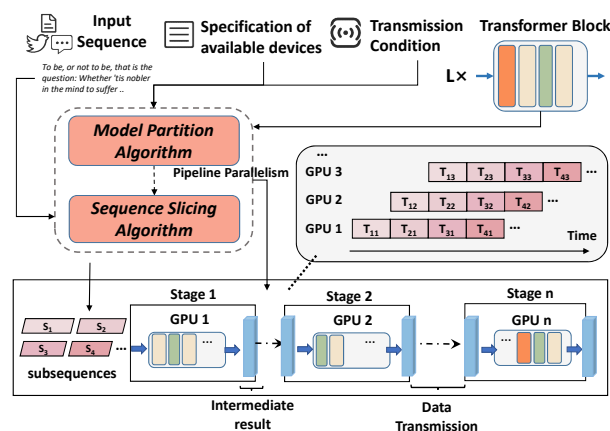 Input
Sequence
Specification of
available devices
Transmission
Condition
Transformer Block
L×
To be, or not to be, that is the
question: Whether 'tis nobler
in the mind to suffer ..
Model Partition
Algorithm
Pipeline Parallelism
Sequence Slicing
Algorithm
...
GPU 3
T13 T23 T33 T43 ...
GPU 2
T12 T22 T32 T42 ...
GPU 1
T11 T21 T31 T41 ...
Time
Stage 1
Stage 2
Stage n
GPU 1
GPU 2
GPU n
S1 S2
S3 S4 ...
...
...
...
subsequences
Intermediate
result
Data
Transmission